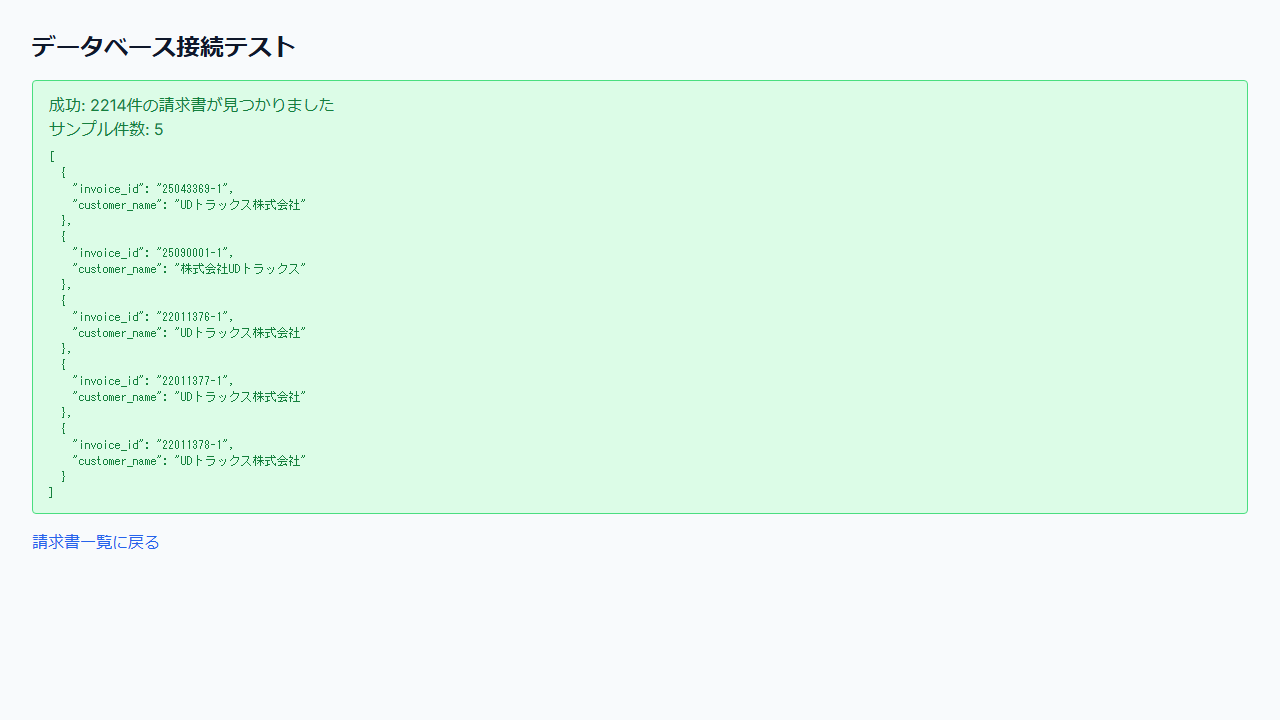 データベース接続テスト
成功: 2214件の請求書が見つかりました
サンプル件数: 5
[
  {
    "invoice_id": "25043369-1",
    "customer_name": "UDトラックス株式会社"
  },
  {
    "invoice_id": "25090001-1",
    "customer_name": "株式会社UDトラックス"
  },
  {
    "invoice_id": "22011376-1",
    "customer_name": "UDトラックス株式会社"
  },
  {
    "invoice_id": "22011377-1",
    "customer_name": "UDトラックス株式会社"
  },
  {
    "invoice_id": "22011378-1",
    "customer_name": "UDトラックス株式会社"
  }
]
請求書一覧に戻る